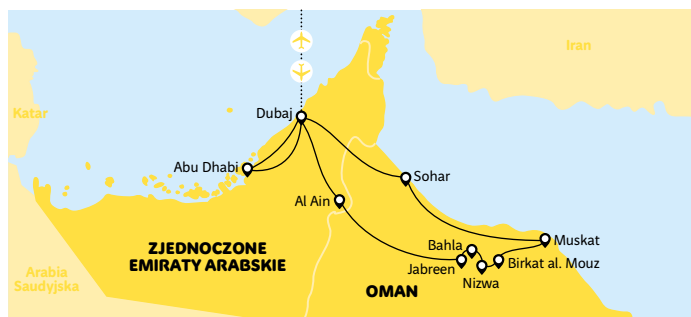 Iran
Katar
Dubaj
Abu Dhabi
Sohar
Al Ain
ZJEDNOCZONE
EMIRATY ARABSKIE
Bahla
Muskat
Jabreen
Birkat al. Mouz
Nizwa
Arabia
Saudyjska
OMAN